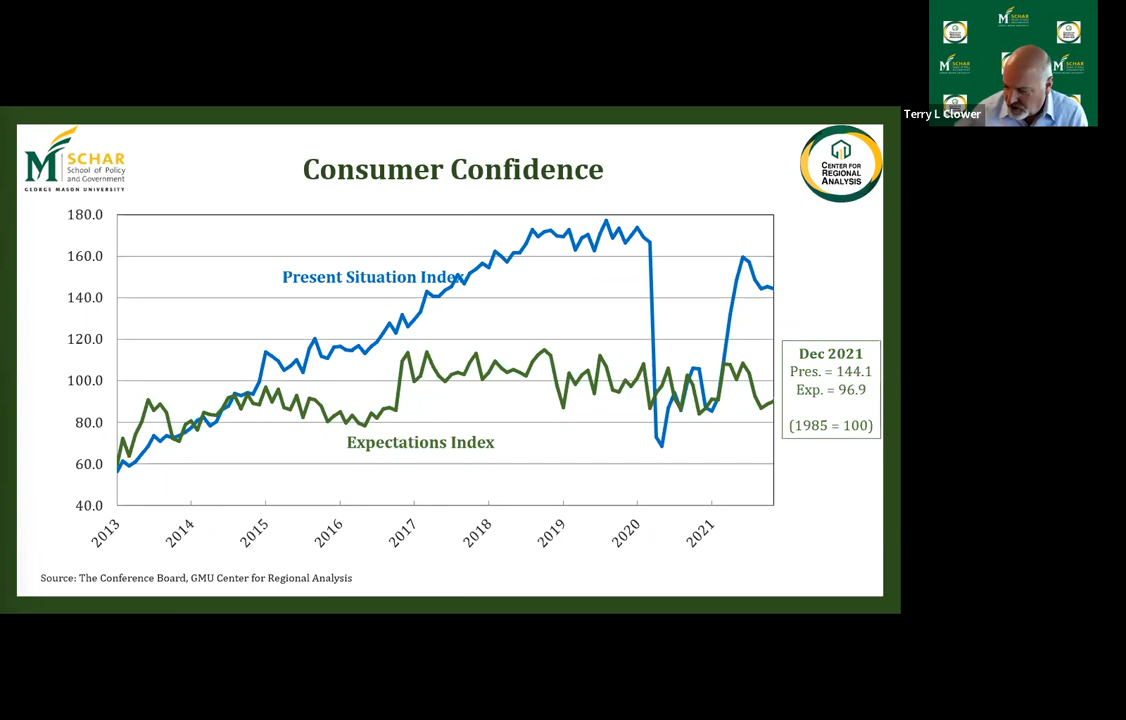 M SCHAR
School of Policy
and Government
GEORGE MASON UNIVERSITY
Consumer Confidence
CENTER FOR
REGIONAL
ANALYSIS
SCHAR
M SCHAR
M SCHAR
Terry L Clower
180.0
160.0
140.0
120.0
100.0
80.0
60.0
40.0
Present Situation Index
Expectations Index
Dec 2021
Pres. = 144.1
Exp. = 96.9
(1985 = 100)
2013
2014
2015
2016
2017
2018
2019
2020
2021
Source: The Conference Board, GMU Center for Regional Analysis